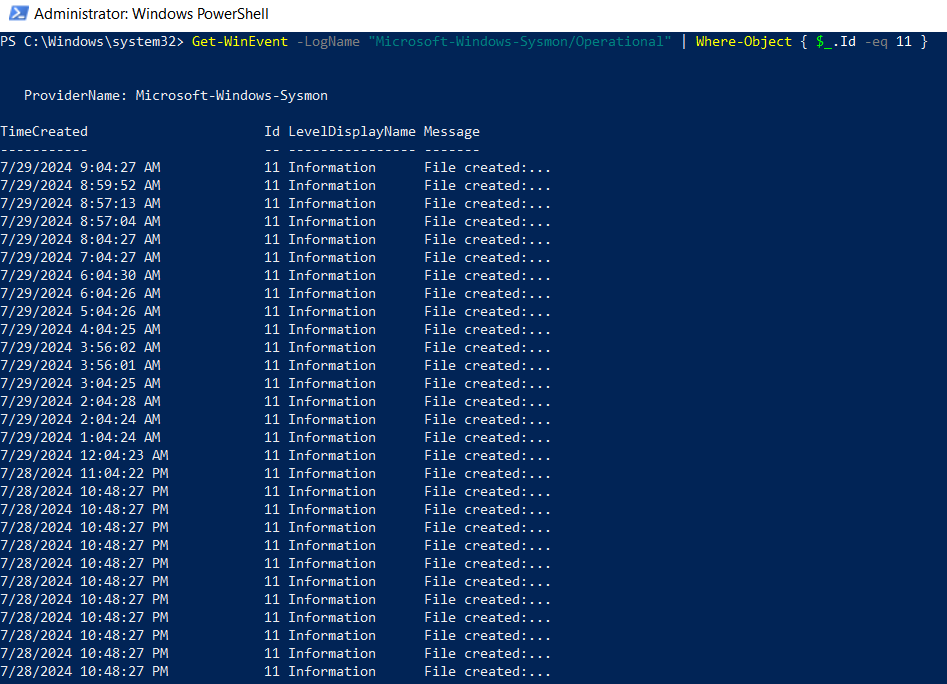 Administrator: Windows PowerShell
PS C:\Windows\system32> Get-WinEvent -LogName "Microsoft-Windows-Sysmon/Operational" | Where-Object { $_.Id -eq 11 }
ProviderName: Microsoft-Windows-Sysmon
TimeCreated Id LevelDisplayName Message
----------- -- ---------------- -------
7/29/2024 9:04:27 AM 11 Information File created:...
7/29/2024 8:59:52 AM 11 Information File created:...
7/29/2024 8:57:13 AM 11 Information File created:...
7/29/2024 8:57:04 AM 11 Information File created:...
7/29/2024 8:04:27 AM 11 Information File created:...
7/29/2024 7:04:27 AM 11 Information File created:...
7/29/2024 6:04:30 AM 11 Information File created:...
7/29/2024 6:04:26 AM 11 Information File created:...
7/29/2024 5:04:26 AM 11 Information File created:...
7/29/2024 4:04:25 AM 11 Information File created:...
7/29/2024 3:56:02 AM 11 Information File created:...
7/29/2024 3:56:01 AM 11 Information File created:...
7/29/2024 3:04:25 AM 11 Information File created:...
7/29/2024 2:04:28 AM 11 Information File created:...
7/29/2024 2:04:24 AM 11 Information File created:...
7/29/2024 1:04:24 AM 11 Information File created:...
7/29/2024 12:04:23 AM 11 Information File created:...
7/28/2024 11:04:22 PM 11 Information File created:...
7/28/2024 10:48:27 PM 11 Information File created:...
7/28/2024 10:48:27 PM 11 Information File created:...
7/28/2024 10:48:27 PM 11 Information File created:...
7/28/2024 10:48:27 PM 11 Information File created:...
7/28/2024 10:48:27 PM 11 Information File created:...
7/28/2024 10:48:27 PM 11 Information File created:...
7/28/2024 10:48:27 PM 11 Information File created:...
7/28/2024 10:48:27 PM 11 Information File created:...
7/28/2024 10:48:27 PM 11 Information File created:...
7/28/2024 10:48:27 PM 11 Information File created:...
7/28/2024 10:48:27 PM 11 Information File created:...